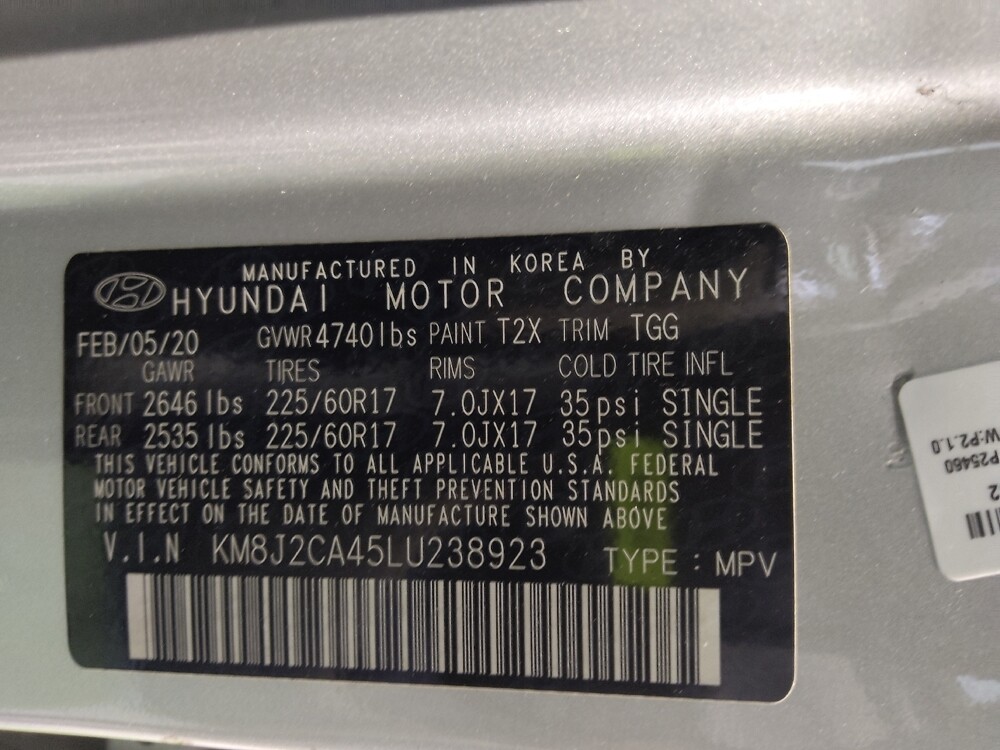 MANUFACTURED IN KOREA BY
HYUNDAI MOTOR COMPANY
FEB/05/20 GVWR 4740lbs PAINT T2X TRIM TGG
GAWR TIRES RIMS COLD TIRE INFL
FRONT 2646 lbs 225/60R17 7.0JX17 35psi SINGLE
REAR 2535 lbs 225/60R17 7.0JX17 35psi SINGLE
THIS VEHICLE CONFORMS TO ALL APPLICABLE U.S.A. FEDERAL
MOTOR VEHICLE SAFETY AND THEFT PREVENTION STANDARDS
IN EFFECT ON THE DATE OF MANUFACTURE SHOWN ABOVE
V.I.N KM8J2CA45LU238923 TYPE : MPV
W:P2.1.0
P25460